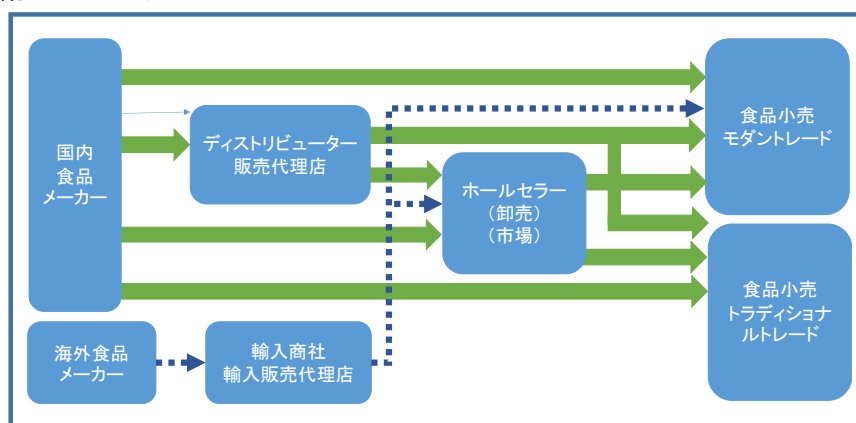 国内
食品
メーカー
ディストリビューター
販売代理店
ホールセラー
（卸売）
（市場）
食品小売
モダントレード
食品小売
トラディショナ
ルトレード
海外食品
メーカー
輸入商社
輸入販売代理店